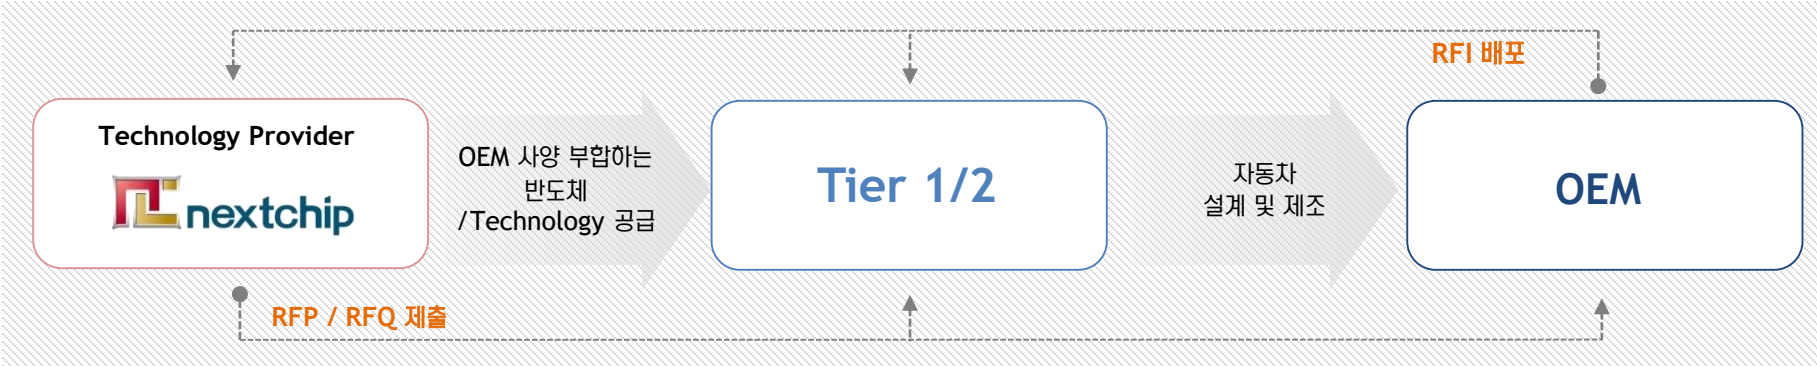 RFI 배포
Technology Provider
nextchip
OEM 사양 부합하는
반도체
/Technology 공급
Tier 1/2
자동차
설계 및 제조
OEM
RFP / RFQ 제출